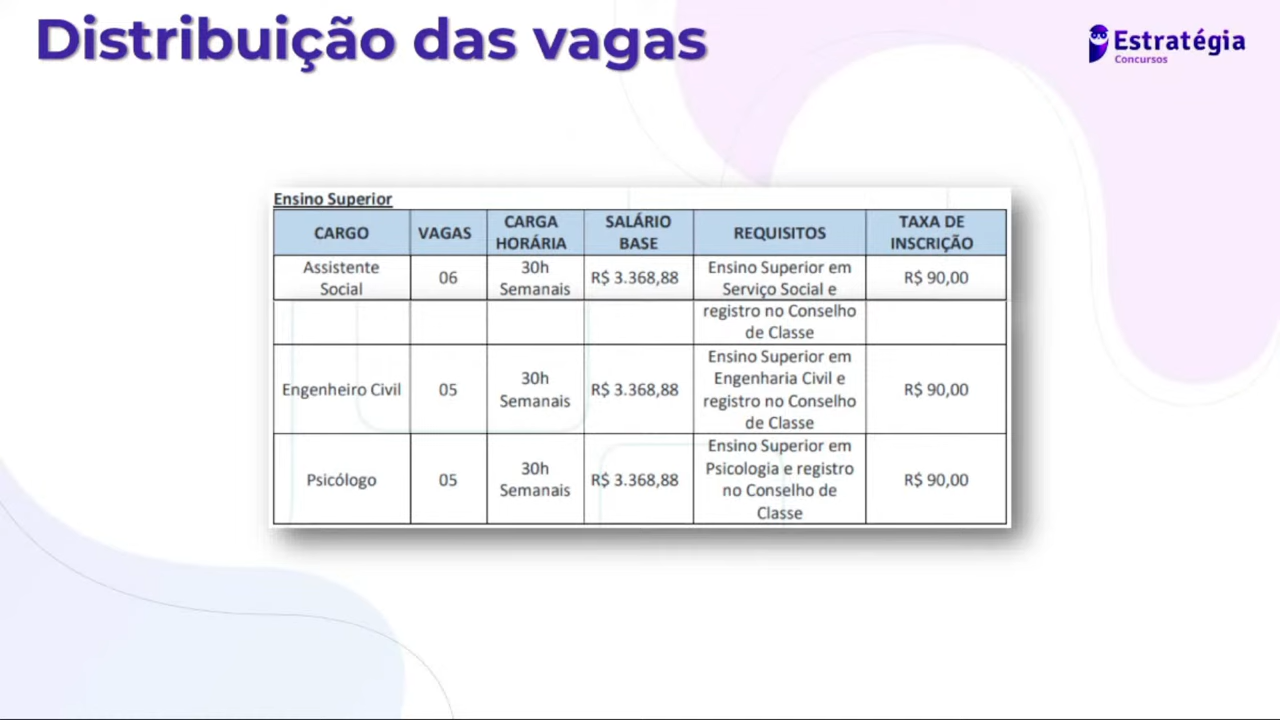 Distribuição das vagas
Estratégia
Concursos
Ensino Superior
CARGO VAGAS CARGA HORÁRIA SALÁRIO BASE REQUISITOS TAXA DE INSCRIÇÃO
Assistente Social 06 30h Semanais R$ 3.368,88 Ensino Superior em Serviço Social e R$ 90,00
registro no Conselho de Classe
Engenheiro Civil 05 30h Semanais R$ 3.368,88 Ensino Superior em Engenharia Civil e registro no Conselho de Classe R$ 90,00
Psicólogo 05 30h Semanais R$ 3.368,88 Ensino Superior em Psicologia e registro no Conselho de Classe R$ 90,00